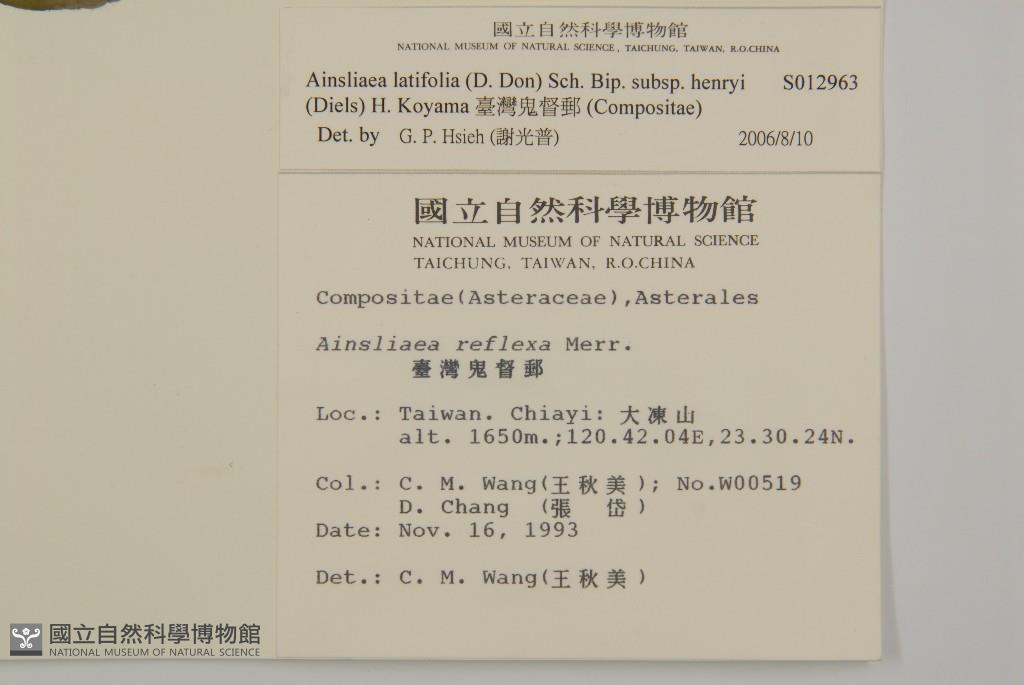 國立自然科學博物館
NATIONAL MUSEUM OF NATURAL SCIENCE, TAICHUNG, TAIWAN, R.O.CHINA
Ainsliaea latifolia (D. Don) Sch. Bip. subsp. henryi S012963
(Diels) H. Koyama 臺灣鬼督郵 (Compositae)
Det. by G. P. Hsieh (謝光普) 2006/8/10
國立自然科學博物館
NATIONAL MUSEUM OF NATURAL SCIENCE
TAICHUNG, TAIWAN, R.O.CHINA
Compositae(Asteraceae),Asterales
Ainsliaea reflexa Merr.
臺灣鬼督郵
Loc.: Taiwan. Chiayi: 大凍山
alt. 1650m.;120.42.04E,23.30.24N.
Col.: C. M. Wang(王秋美); No.W00519
D. Chang (張 岱)
Date: Nov. 16, 1993
Det.: C. M. Wang(王秋美)
國立自然科學博物館
NATIONAL MUSEUM OF NATURAL SCIENCE